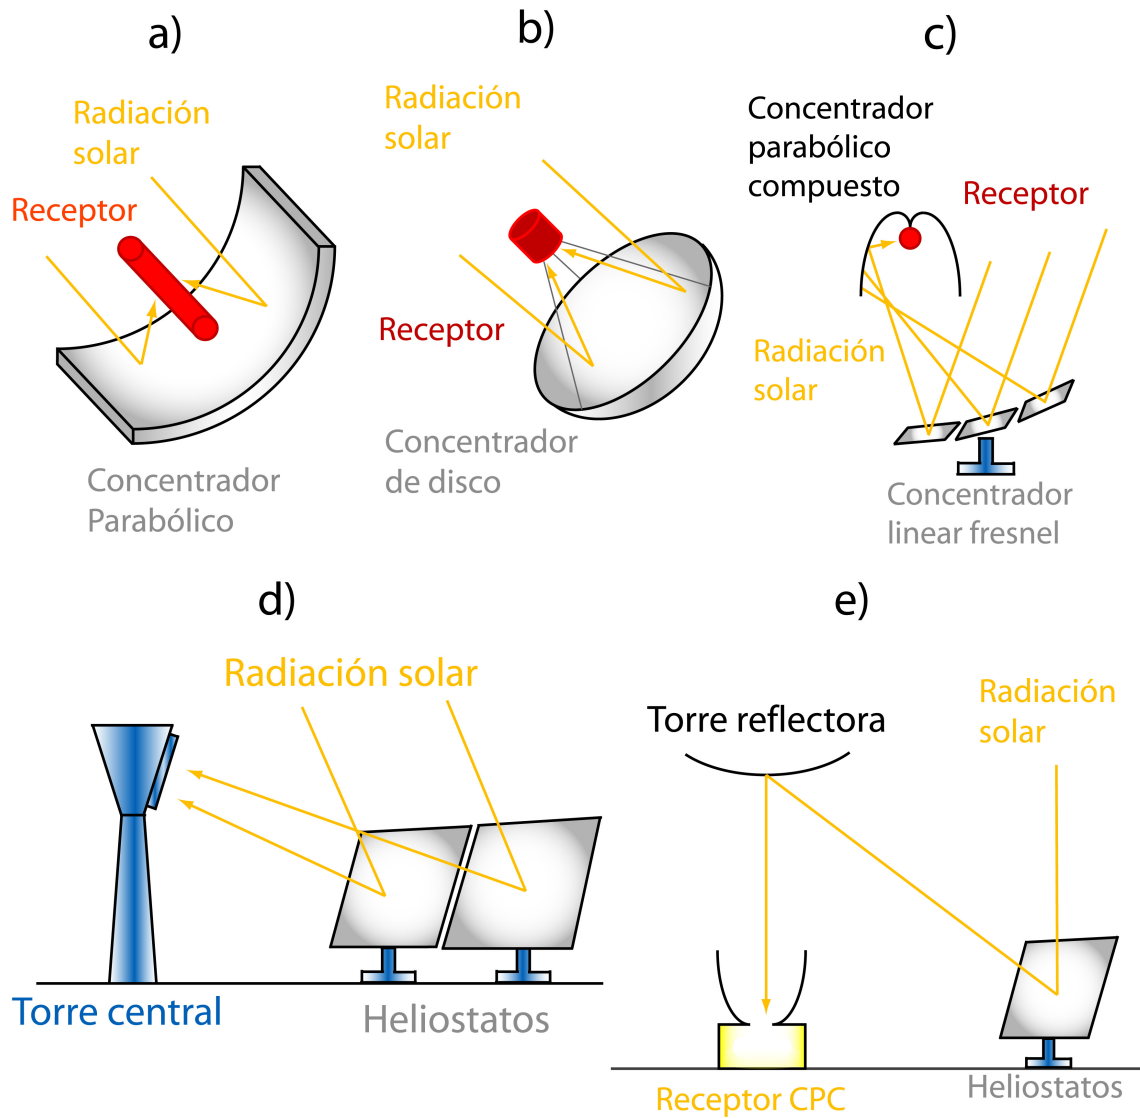 a)
Radiación
solar
Receptor
Concentrador
Parabólico
b)
Radiación
solar
Receptor
Concentrador
de disco
c)
Concentrador
parabólico
compuesto
Receptor
Radiación
solar
Concentrador
linear fresnel
d)
Radiación solar
Torre central
Heliostatos
e)
Radiación
solar
Torre reflectora
Receptor CPC
Heliostatos